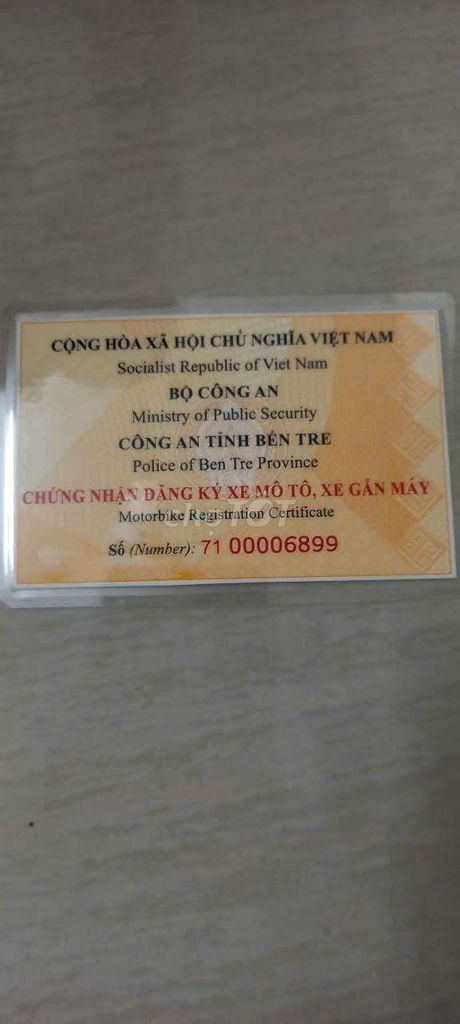 CỘNG HÒA XÃ HỘI CHỦ NGHĨA VIỆT NAM
Socialist Republic of Viet Nam
BỘ CÔNG AN
Ministry of Public Security
CÔNG AN TỈNH BẾN TRE
Police of Ben Tre Province
CHỨNG NHẬN ĐĂNG KÝ XE MÔ TÔ, XE GẮN MÁY
Motorbike Registration Certificate
chợTỐT
Số (Number): 71 00006899